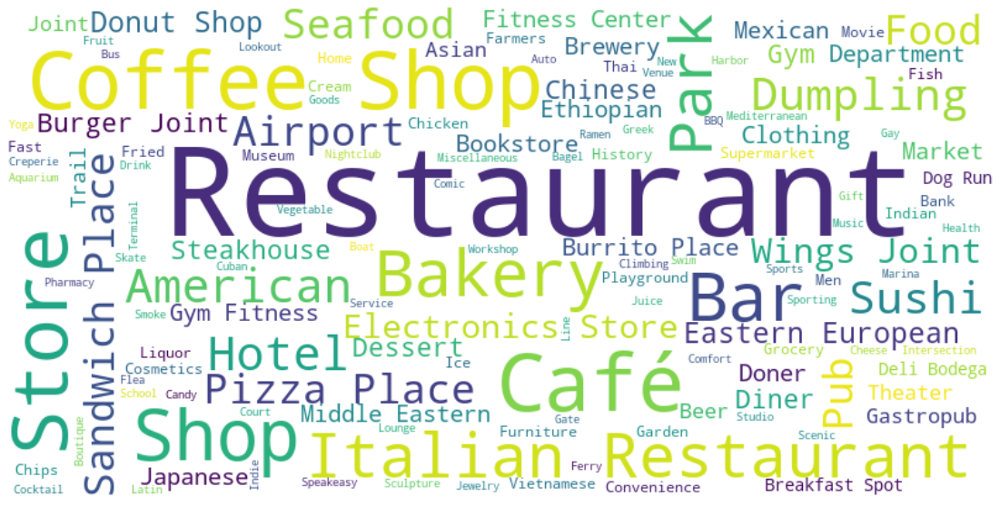 Joint
Donut Shop
Seafood
Fitness Center
Park
Mexican
Movie
Food
Fruit
Bus
Lookout
Asian
Farmers
Brewery
Gym
Department
Coffee Shop
Home
Cream
Goods
Auto
Thai
New
Venue
Harbor
Fish
Chinese
Dumpling
Yoga
Burger Joint
Airport
Chicken
Ethiopian
BBQ
Mediterranean
Ramen
Greek
Clothing
Gay
Fast
Creperie
Aquarium
Trail
Fried
Drink
Museum
Nightclub
Bookstore
Miscellaneous
Bagel
History
Supermarket
Market
Restaurant
Comic
Dog Run
Gift
Bank
Vegetable
Terminal
Music
Indian
Health
Store
Sandwich Place
Skate
Steakhouse
Boat
Workshop
Burrito Place
Wings Joint
Cuban
Bakery
Climbing
Swim
Pharmacy
American
Playground
Sports
Men
Marina
Bar
Sushi
Service
Juice
Sporting
Smoke
Gym Fitness
Electronics Store
Line
Eastern European
Liquor
Hotel
Dessert
Ice
Comfort
Grocery
Cheese
Intersection
Cosmetics
Café
Doner
Pub
Deli Bodega
Flea
School
Candy
Pizza Place
Diner
Theater
Beer
Shop
Court
Middle Eastern
Gate
Studio
Gastropub
Boutique
Lounge
Furniture
Garden
Scenic
Italian Restaurant
Chips
Cocktail
Latin
Japanese
Indie
Speakeasy
Sculpture
Jewelry
Vietnamese
Ferry
Convenience
Breakfast Spot